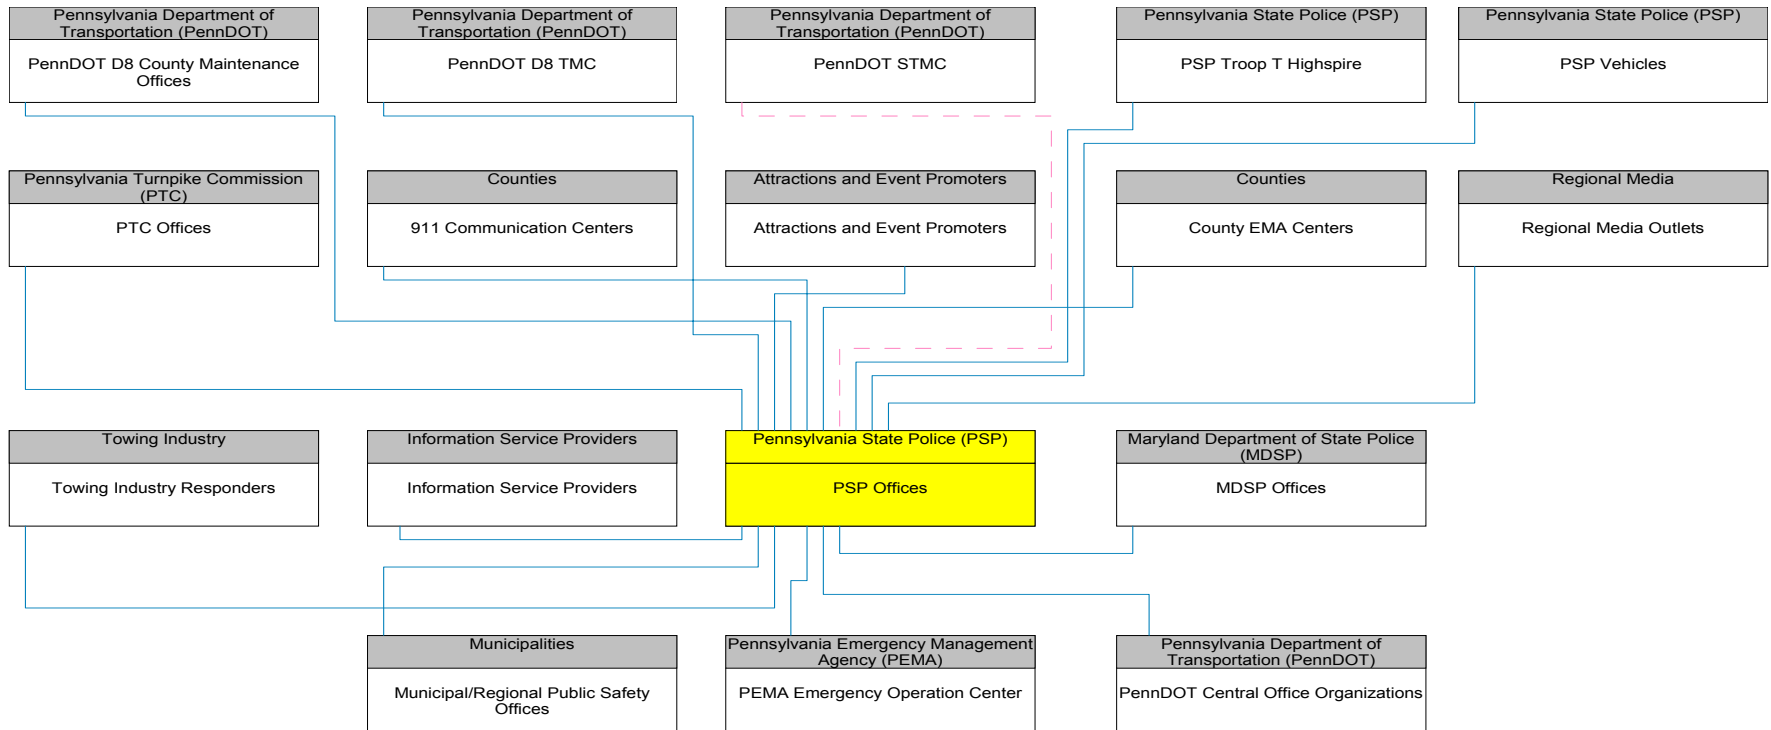 Pennsylvania Department of
Transportation (PennDOT)
PennDOT D8 County Maintenance
Offices
Pennsylvania Department of
Transportation (PennDOT)
PennDOT D8 TMC
Pennsylvania Department of
Transportation (PennDOT)
PennDOT STMC
Pennsylvania State Police (PSP)
PSP Troop T Highspire
Pennsylvania State Police (PSP)
PSP Vehicles
Pennsylvania Turnpike Commission
(PTC)
PTC Offices
Counties
911 Communication Centers
Attractions and Event Promoters
Attractions and Event Promoters
Counties
County EMA Centers
Regional Media
Regional Media Outlets
Towing Industry
Towing Industry Responders
Information Service Providers
Information Service Providers
Pennsylvania State Police (PSP)
PSP Offices
Maryland Department of State Police
(MDSP)
MDSP Offices
Municipalities
Municipal/Regional Public Safety
Offices
Pennsylvania Emergency Management
Agency (PEMA)
PEMA Emergency Operation Center
Pennsylvania Department of
Transportation (PennDOT)
PennDOT Central Office Organizations